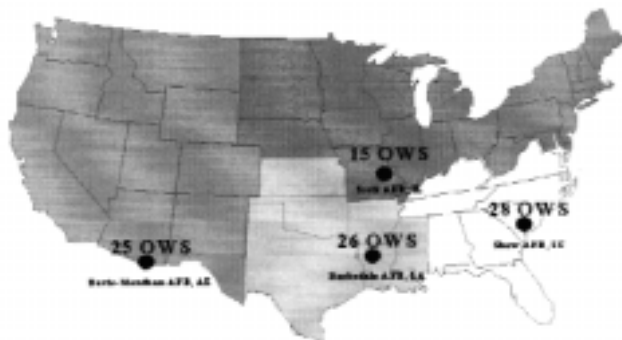 15 OWS
Scott AFB, IL
28 OWS
Shaw AFB, SC
25 OWS
Davis-Monthan AFB, AZ
26 OWS
Barksdale AFB, LA